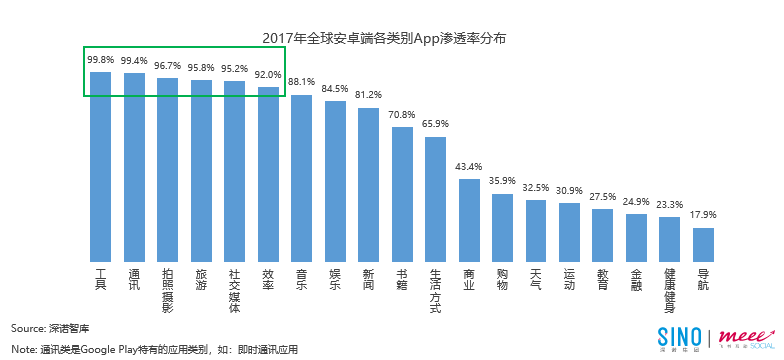 2017年全球安卓端各类别App渗透率分布
99.8% 99.4% 96.7% 95.8% 95.2% 92.0% 88.1% 84.5% 81.2% 70.8% 65.9% 43.4% 35.9% 32.5% 30.9% 27.5% 24.9% 23.3% 17.9%
工具 通讯 拍照摄影 旅游 社交媒体 效率 音乐 娱乐 新闻 书籍 生活方式 商业 购物 天气 运动 教育 金融 健康健身 导航
Source: 深诺智库
Note: 通讯类是Google Play特有的应用类别，如：即时通讯应用
SINO
深诺集团
meee
SOCIAL